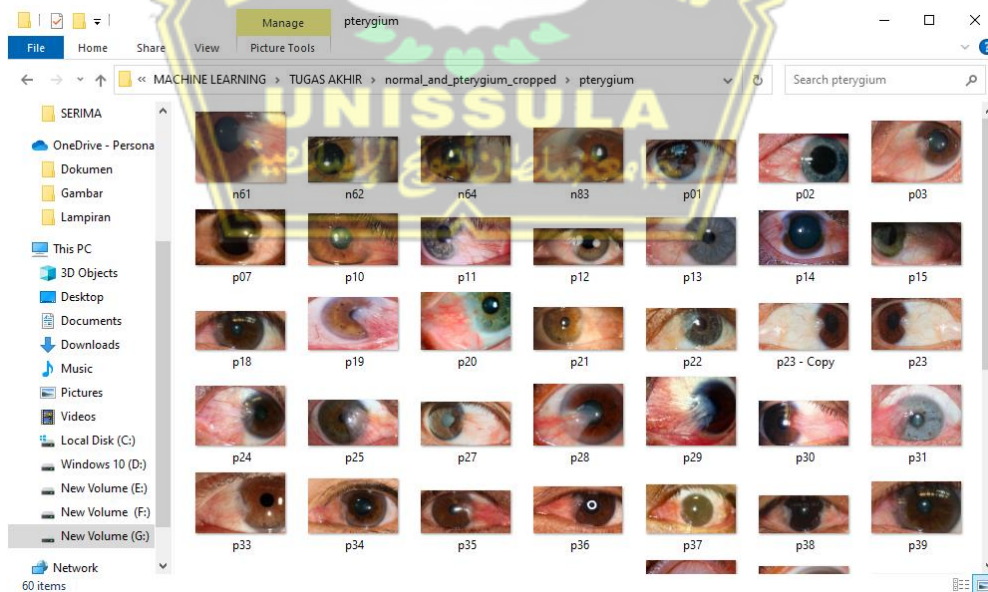 Manage pterygium
File Home Share View Picture Tools
« MACHINE LEARNING > TUGAS AKHIR > normal_and_pterygium_cropped > pterygium
Search pterygium
SERIMA
OneDrive - Persona
Dokumen
Gambar
Lampiran
This PC
3D Objects
Desktop
Documents
Downloads
Music
Pictures
Videos
Local Disk (C:)
Windows 10 (D:)
New Volume (E:)
New Volume (F:)
New Volume (G:)
Network
60 items
UNISSULA
n61 n62 n64 n83 p01 p02 p03
p07 p10 p11 p12 p13 p14 p15
p18 p19 p20 p21 p22 p23 - Copy p23
p24 p25 p27 p28 p29 p30 p31
p33 p34 p35 p36 p37 p38 p39